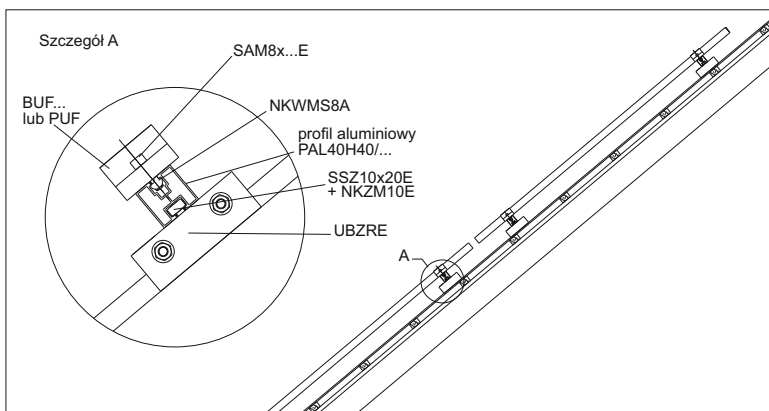 Szczegół A
SAM8x...E
BUF...
lub PUF
NKWMS8A
profil aluminiowy
PAL40H40/...
SSZ10x20E
+ NKZM10E
UBZRE
A